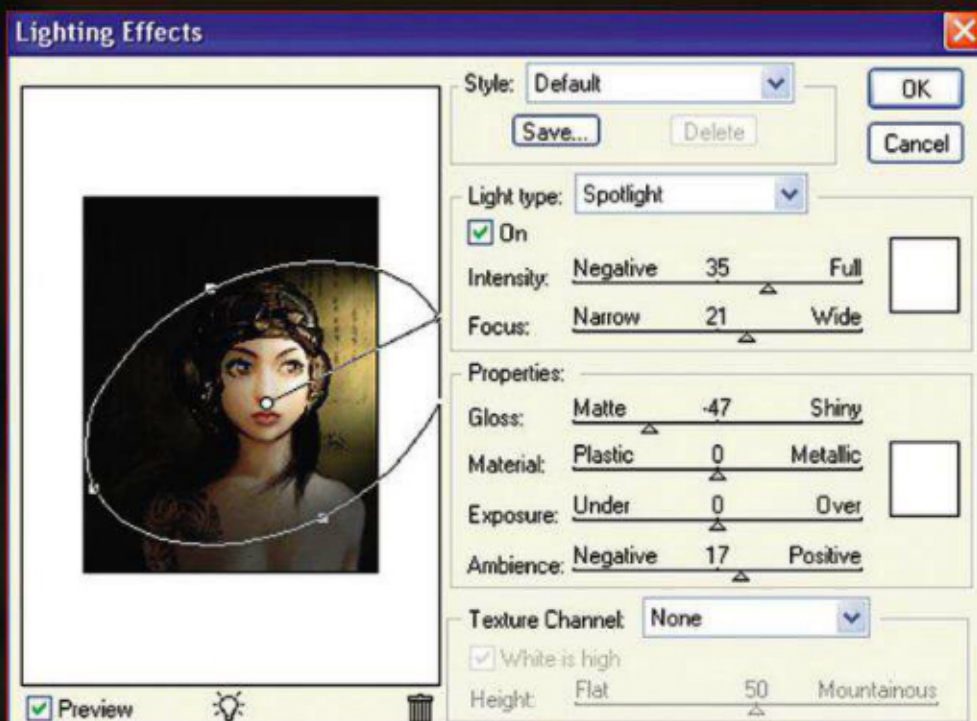 Lighting Effects
Style: Default
OK
Save... Delete
Cancel
Light type: Spotlight
On
Intensity: Negative 35 Full
Focus: Narrow 21 Wide
Properties:
Gloss: Matte -47 Shiny
Material: Plastic 0 Metallic
Exposure: Under 0 Over
Ambience: Negative 17 Positive
Texture Channel: None
White is high
Height: Flat 50 Mountainous
Preview